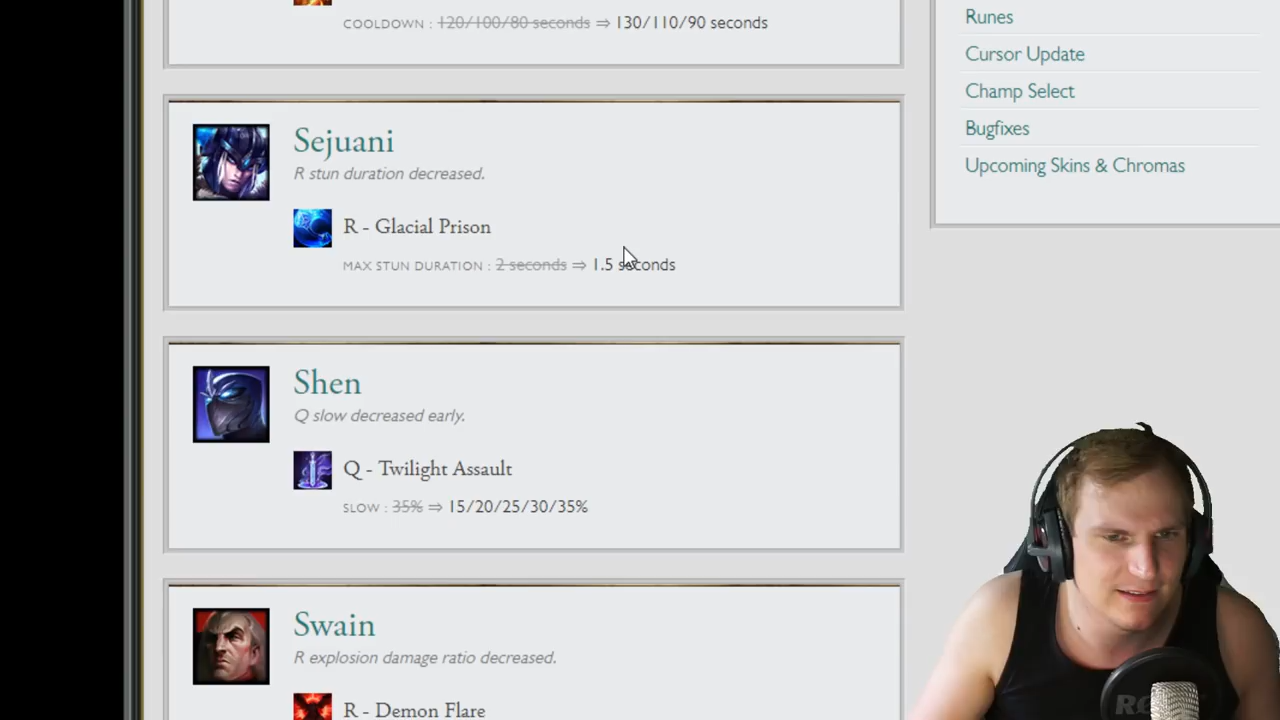 COOLDOWN : 120/100/80 seconds ⇒ 130/110/90 seconds
Runes
Cursor Update
Champ Select
Bugfixes
Upcoming Skins & Chromas
Sejuani
R stun duration decreased.
R - Glacial Prison
MAX STUN DURATION : 2 seconds ⇒ 1.5 seconds
Shen
Q slow decreased early.
Q - Twilight Assault
SLOW : 35% ⇒ 15/20/25/30/35%
Swain
R explosion damage ratio decreased.
R - Demon Flare